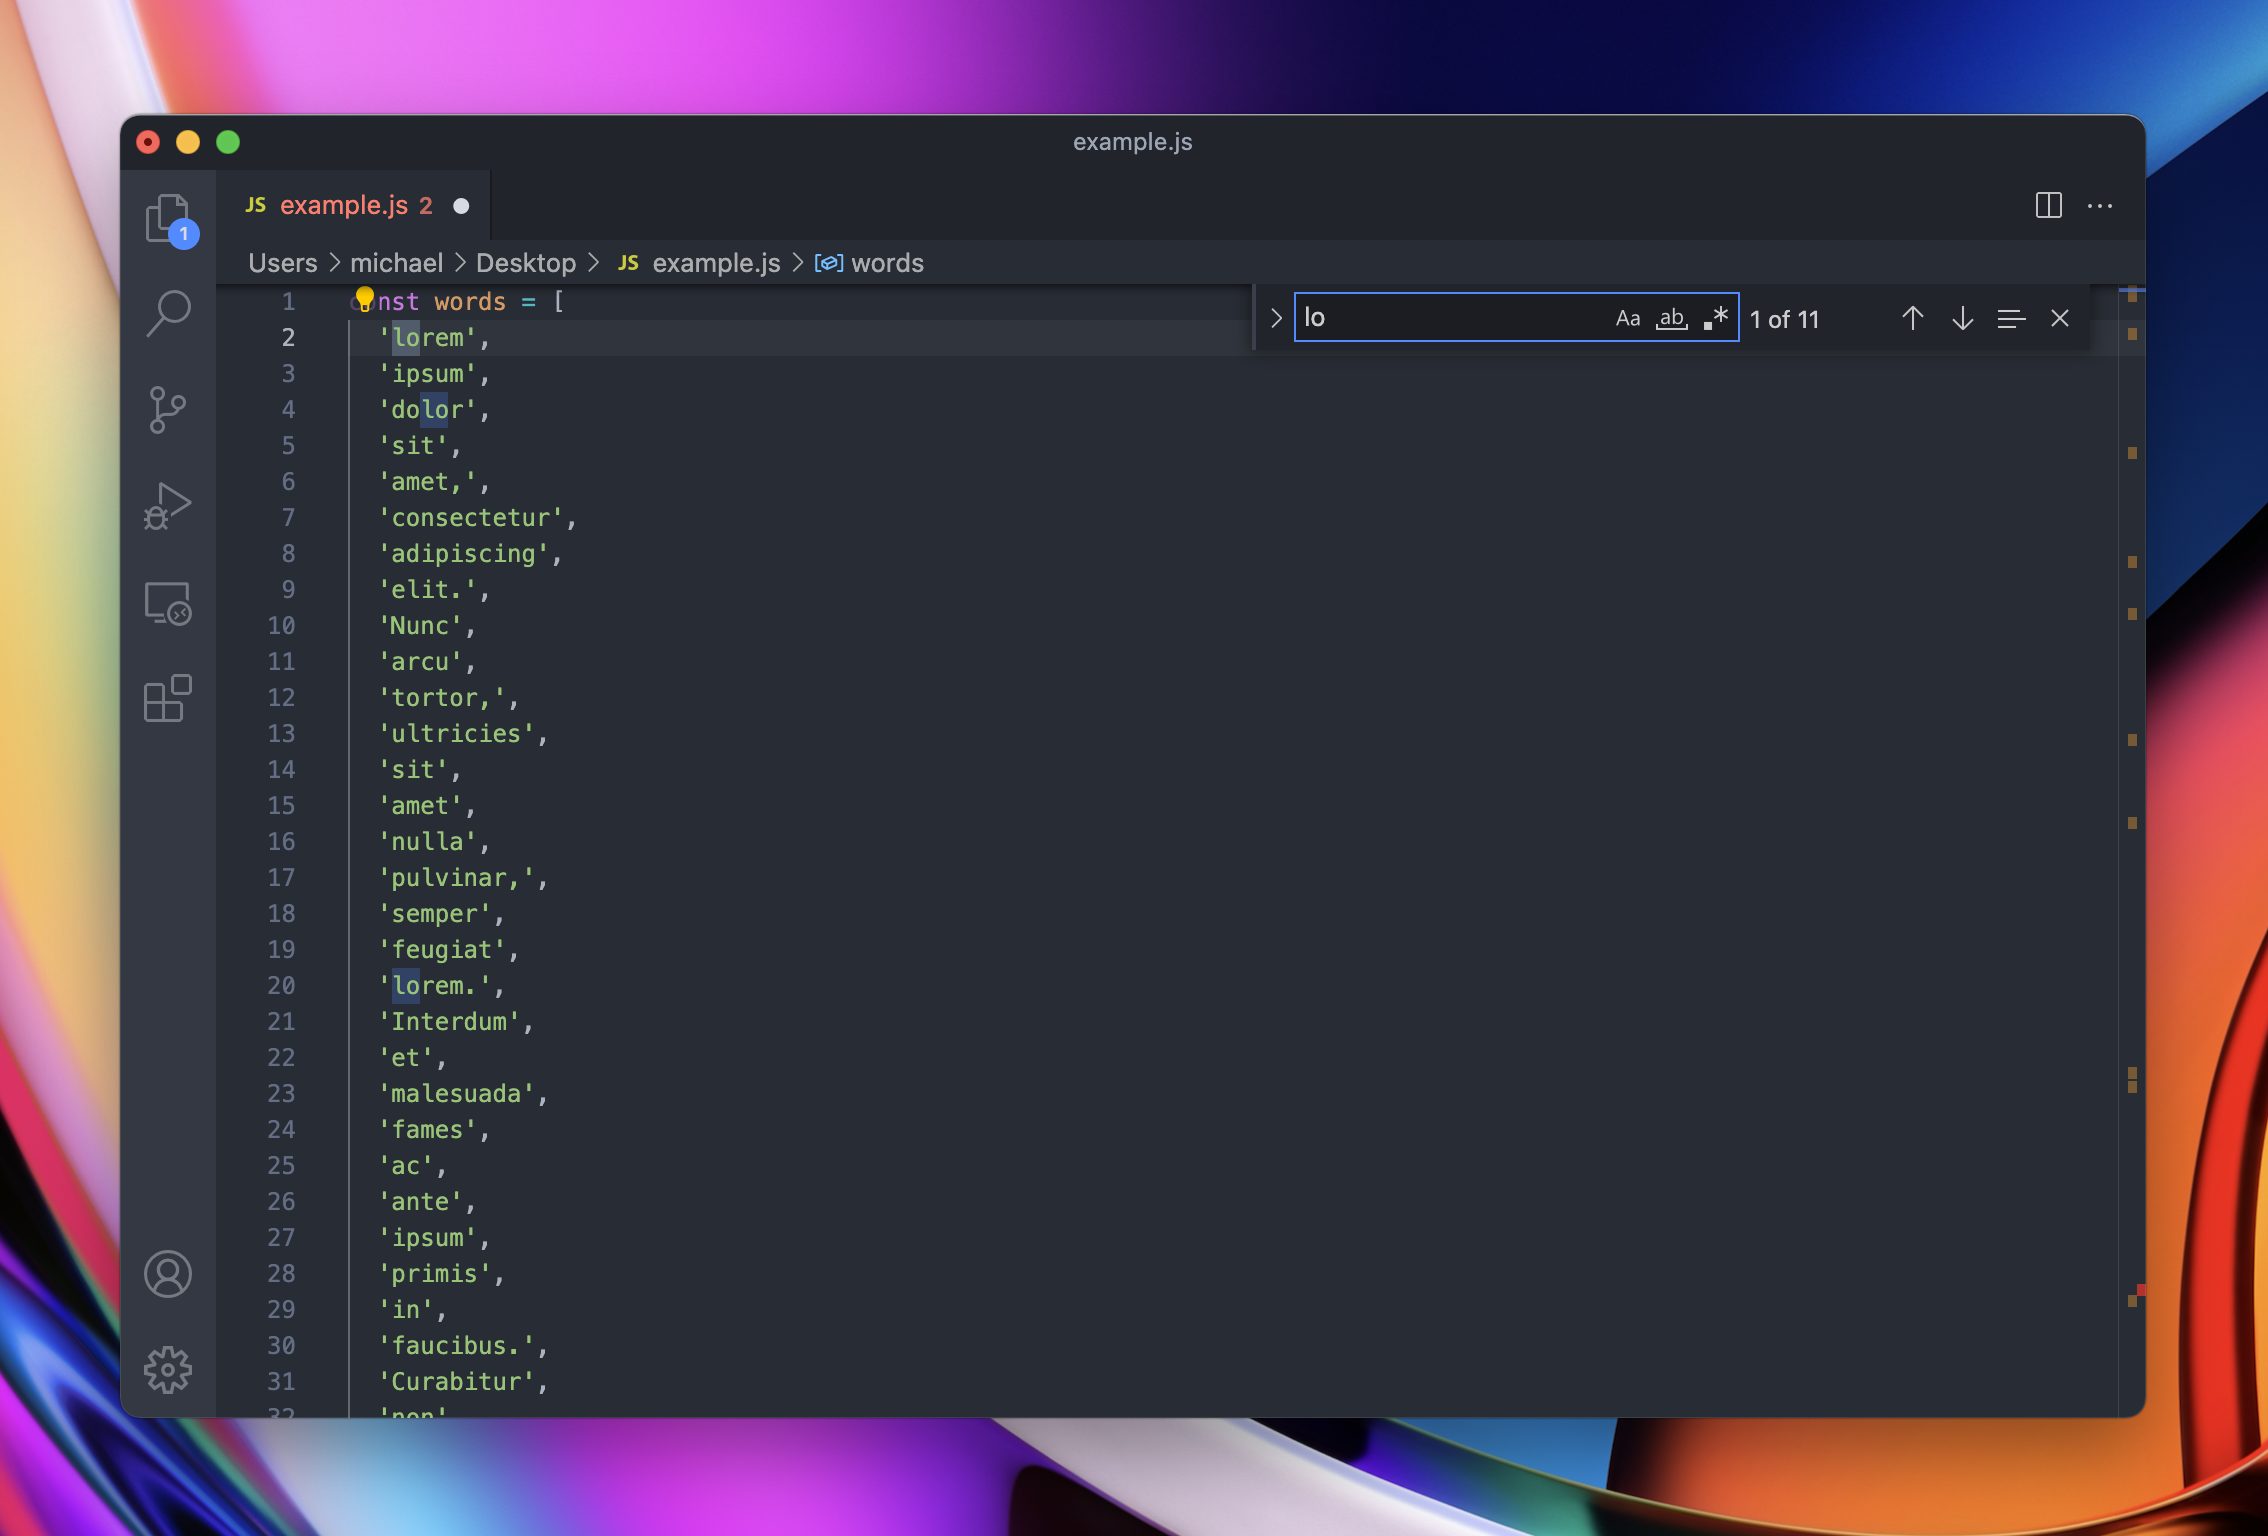 example.js
1
JS example.js 2
Users > michael > Desktop > JS example.js > words
lo Aa ab .* 1 of 11
1 const words = [
2 'lorem',
3 'ipsum',
4 'dolor',
5 'sit',
6 'amet,',
7 'consectetur',
8 'adipiscing',
9 'elit.',
10 'Nunc',
11 'arcu',
12 'tortor,',
13 'ultricies',
14 'sit',
15 'amet',
16 'nulla',
17 'pulvinar,',
18 'semper',
19 'feugiat',
20 'lorem.',
21 'Interdum',
22 'et',
23 'malesuada',
24 'fames',
25 'ac',
26 'ante',
27 'ipsum',
28 'primis',
29 'in',
30 'faucibus.',
31 'Curabitur',